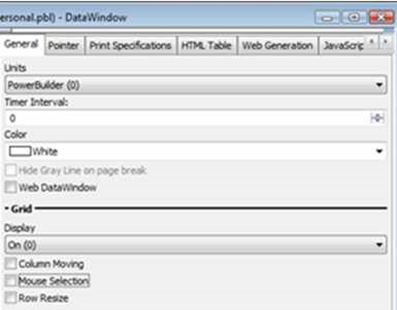 ersonal.pbl) - DataWindow
General Pointer Print Specifications HTML Table Web Generation JavaScrip
Units
PowerBuilder (0)
Timer Interval:
0
Color
White
Hide Gray Line on page break
Web DataWindow
Grid
Display
On (0)
Column Moving
Mouse Selection
Row Resize